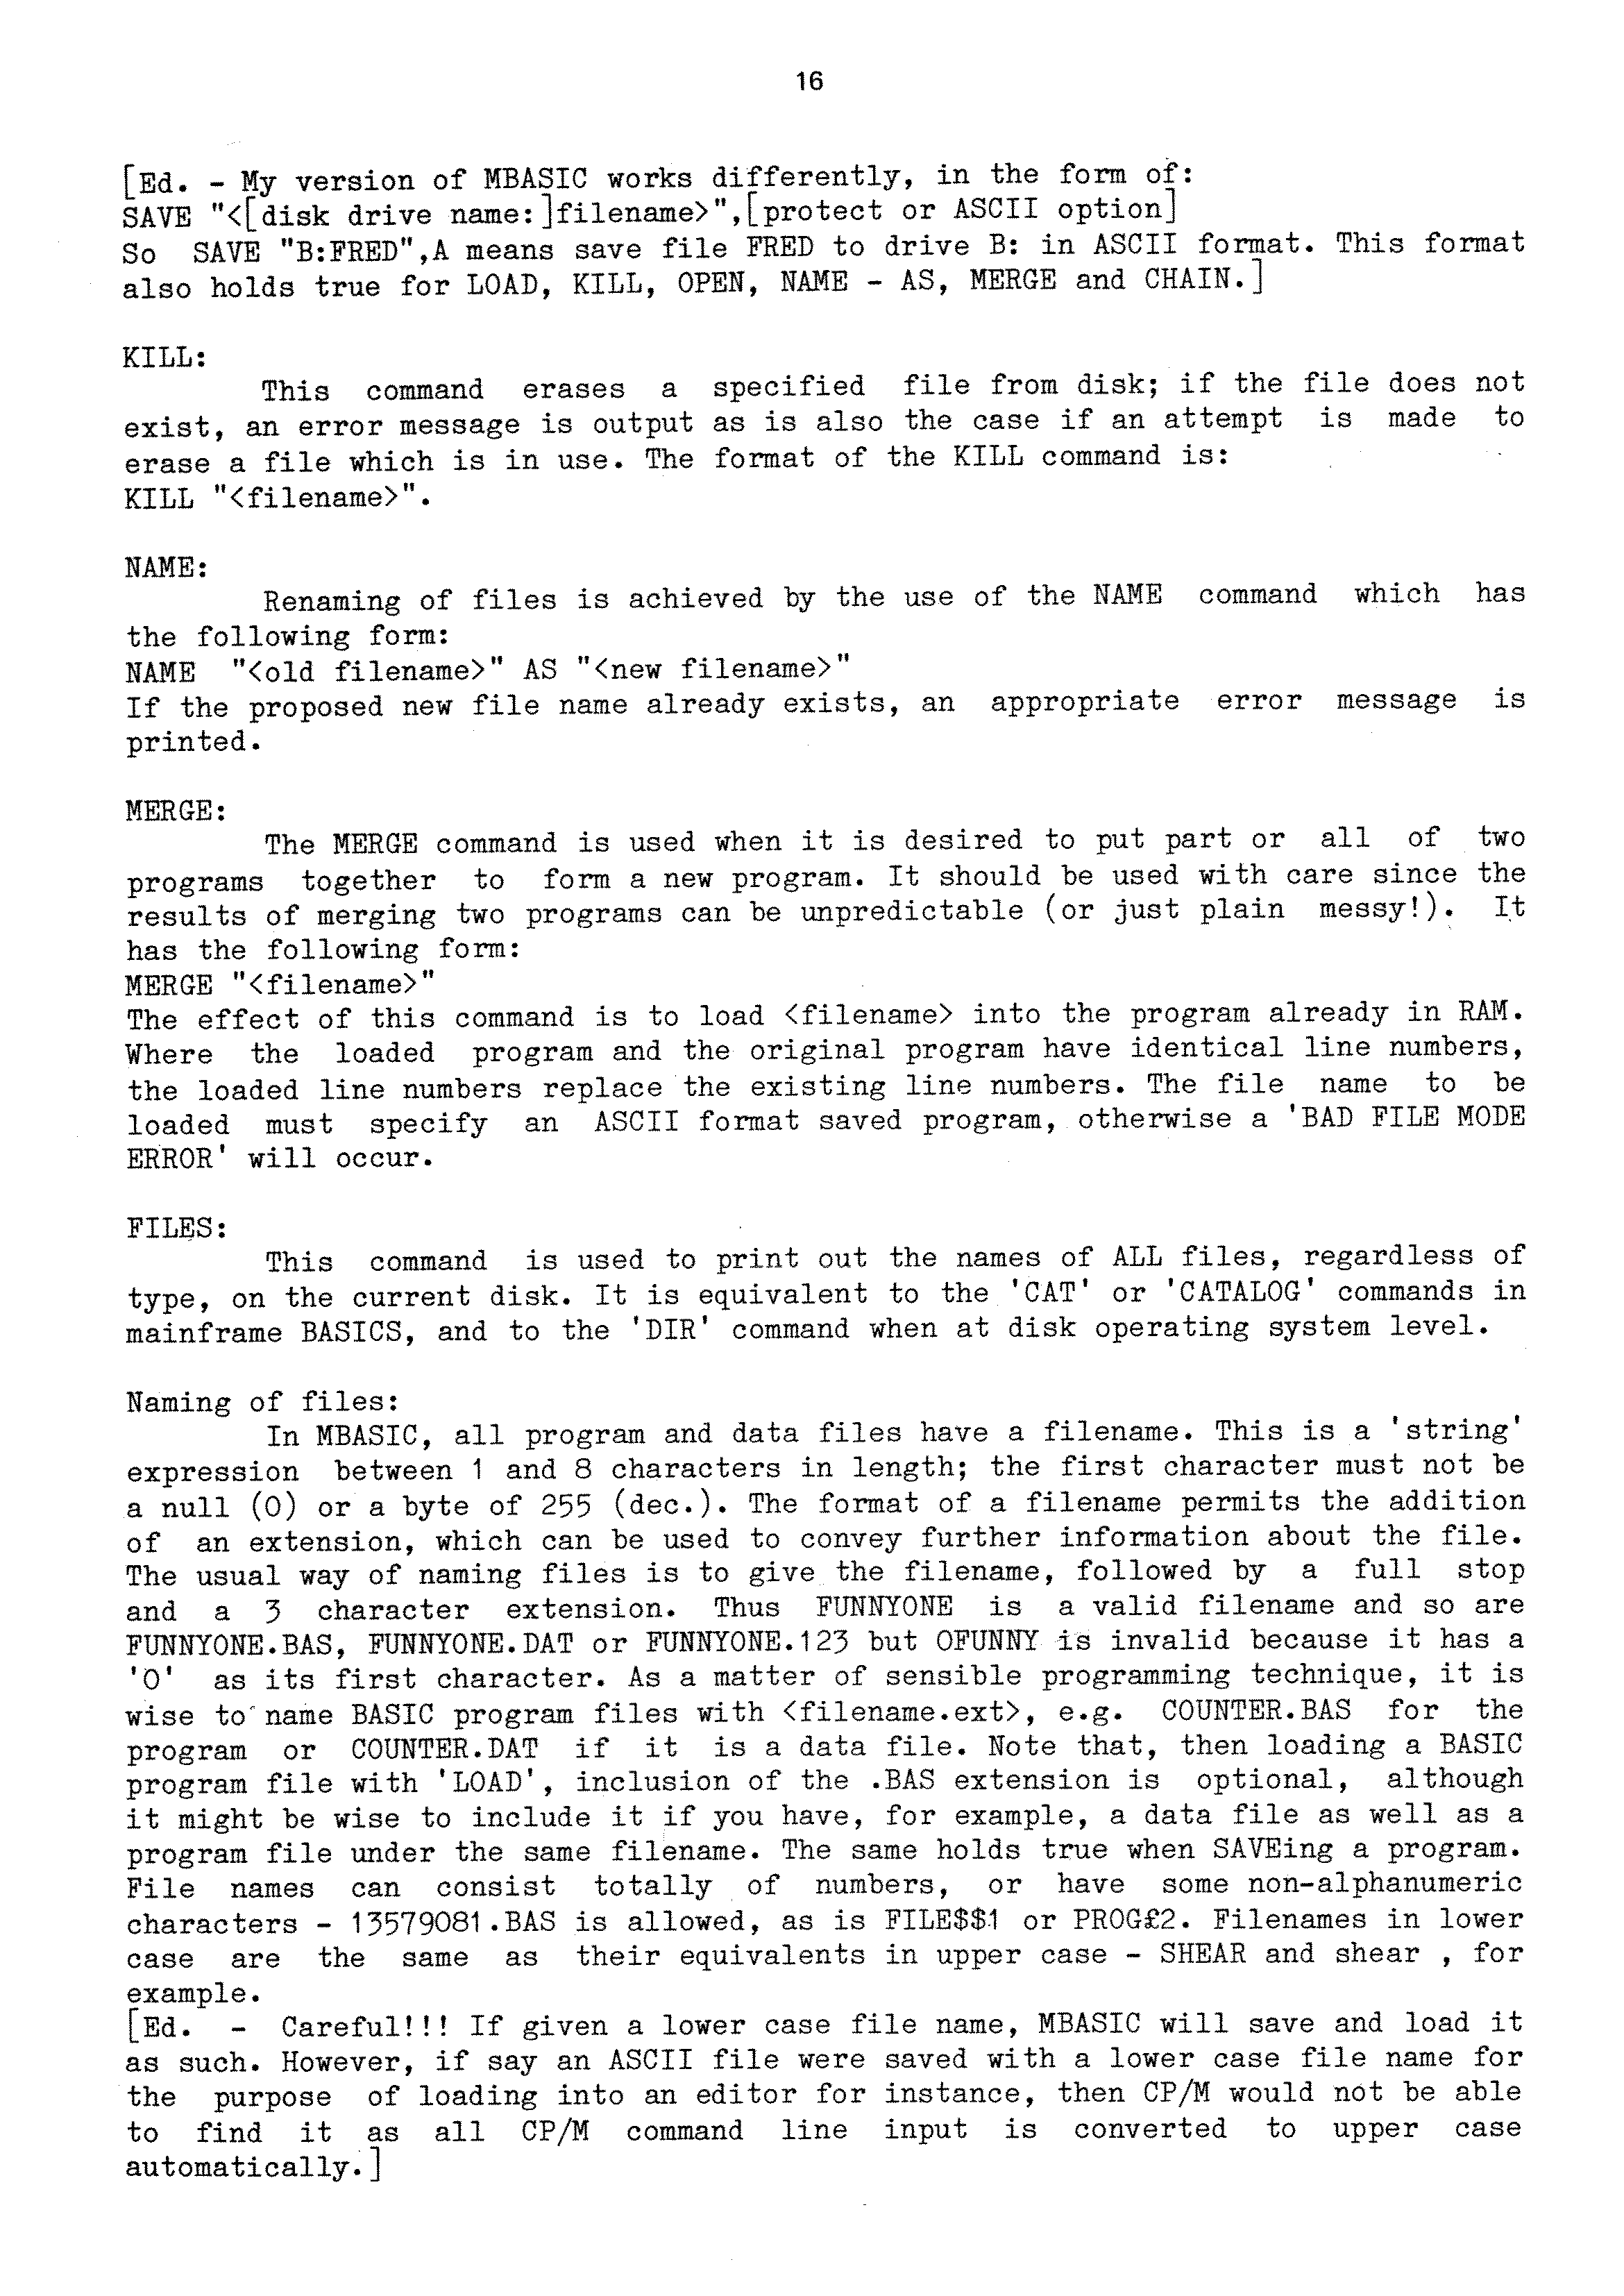 16
[Ed. - My version of MBASIC works differently, in the form of:
SAVE "<[disk drive name:]filename>",[protect or ASCII option]
So SAVE "B:FRED",A means save file FRED to drive B: in ASCII format. This format
also holds true for LOAD, KILL, OPEN, NAME - AS, MERGE and CHAIN.]
KILL:
This command erases a specified file from disk; if the file does not
exist, an error message is output as is also the case if an attempt is made to
erase a file which is in use. The format of the KILL command is:
KILL "<filename>".
NAME:
Renaming of files is achieved by the use of the NAME command which has
the following form:
NAME "<old filename>" AS "<new filename>"
If the proposed new file name already exists, an appropriate error message is
printed.
MERGE:
The MERGE command is used when it is desired to put part or all of two
programs together to form a new program. It should be used with care since the
results of merging two programs can be unpredictable (or just plain messy!). It
has the following form:
MERGE "<filename>"
The effect of this command is to load <filename> into the program already in RAM.
Where the loaded program and the original program have identical line numbers,
the loaded line numbers replace the existing line numbers. The file name to be
loaded must specify an ASCII format saved program, otherwise a 'BAD FILE MODE
ERROR' will occur.
FILES:
This command is used to print out the names of ALL files, regardless of
type, on the current disk. It is equivalent to the 'CAT' or 'CATALOG' commands in
mainframe BASICS, and to the 'DIR' command when at disk operating system level.
Naming of files:
In MBASIC, all program and data files have a filename. This is a 'string'
expression between 1 and 8 characters in length; the first character must not be
a null (0) or a byte of 255 (dec.). The format of a filename permits the addition
of an extension, which can be used to convey further information about the file.
The usual way of naming files is to give the filename, followed by a full stop
and a 3 character extension. Thus FUNNYONE is a valid filename and so are
FUNNYONE.BAS, FUNNYONE.DAT or FUNNYONE.123 but 0FUNNY is invalid because it has a
'0' as its first character. As a matter of sensible programming technique, it is
wise to name BASIC program files with <filename.ext>, e.g. COUNTER.BAS for the
program or COUNTER.DAT if it is a data file. Note that, then loading a BASIC
program file with 'LOAD', inclusion of the .BAS extension is optional, although
it might be wise to include it if you have, for example, a data file as well as a
program file under the same filename. The same holds true when SAVEing a program.
File names can consist totally of numbers, or have some non-alphanumeric
characters - 13579081.BAS is allowed, as is FILE$$1 or PROG£2. Filenames in lower
case are the same as their equivalents in upper case - SHEAR and shear , for
example.
[Ed. - Careful!!! If given a lower case file name, MBASIC will save and load it
as such. However, if say an ASCII file were saved with a lower case file name for
the purpose of loading into an editor for instance, then CP/M would not be able
to find it as all CP/M command line input is converted to upper case
automatically.]